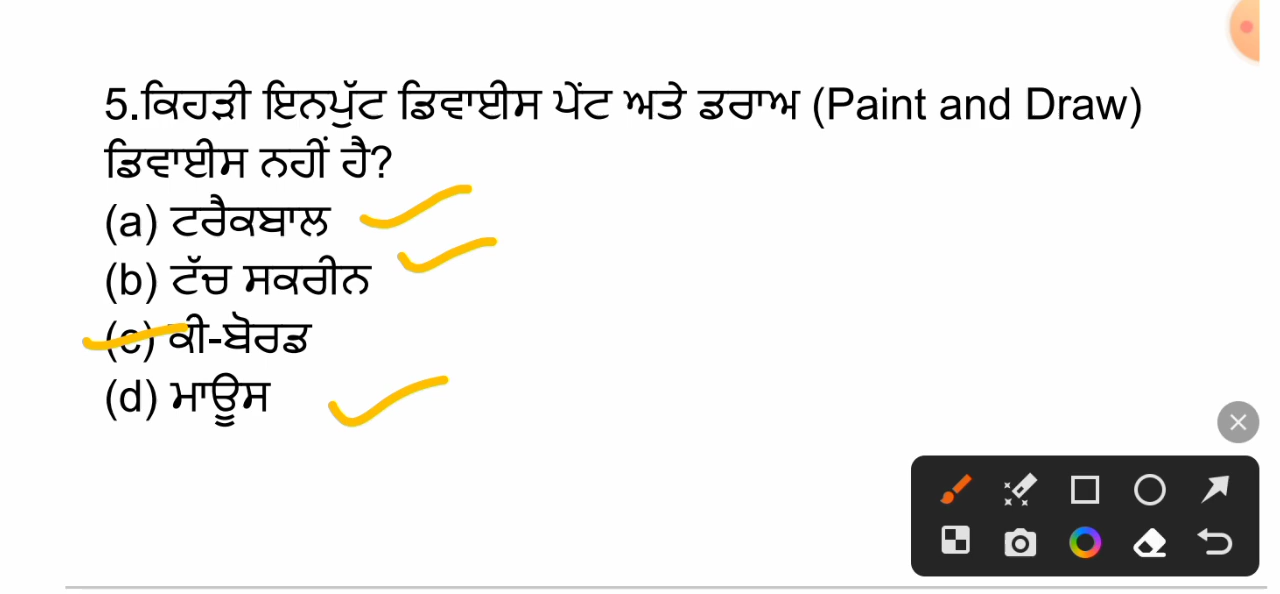 5.ਕਿਹੜੀ ਇਨਪੁੱਟ ਡਿਵਾਈਸ ਪੇਂਟ ਅਤੇ ਡਰਾਅ (Paint and Draw)
ਡਿਵਾਈਸ ਨਹੀਂ ਹੈ?
(a) ਟਰੈਕਬਾਲ
(b) ਟੱਚ ਸਕਰੀਨ
(c) ਕੀ-ਬੋਰਡ
(d) ਮਾਊਸ